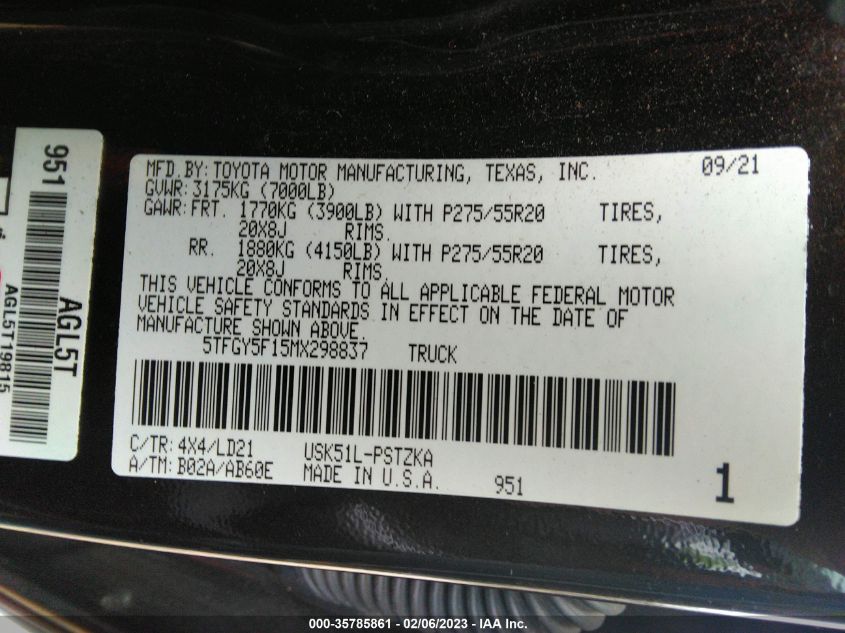 MFD.BY:TOYOTA MOTOR MANUFACTURING, TEXAS, INC. 09/21
GVWR:3175KG (7000LB)
GAWR:FRT. 1770KG (3900LB) WITH P275/55R20 TIRES,
20X8J RIMS.
RR. 1880KG (4150LB) WITH P275/55R20 TIRES,
20X8J RIMS.
THIS VEHICLE CONFORMS TO ALL APPLICABLE FEDERAL MOTOR
VEHICLE SAFETY STANDARDS IN EFFECT ON THE DATE OF
MANUFACTURE SHOWN ABOVE.
5TFGY5F15MX298837 TRUCK
C/TR:4X4/LD21 USK51L-PSTZKA
A/TM:B02A/AB60E MADE IN U.S.A. 951 1
951
AGL5T
AGL5T19815
000-35785861 - 02/06/2023 - IAA Inc.